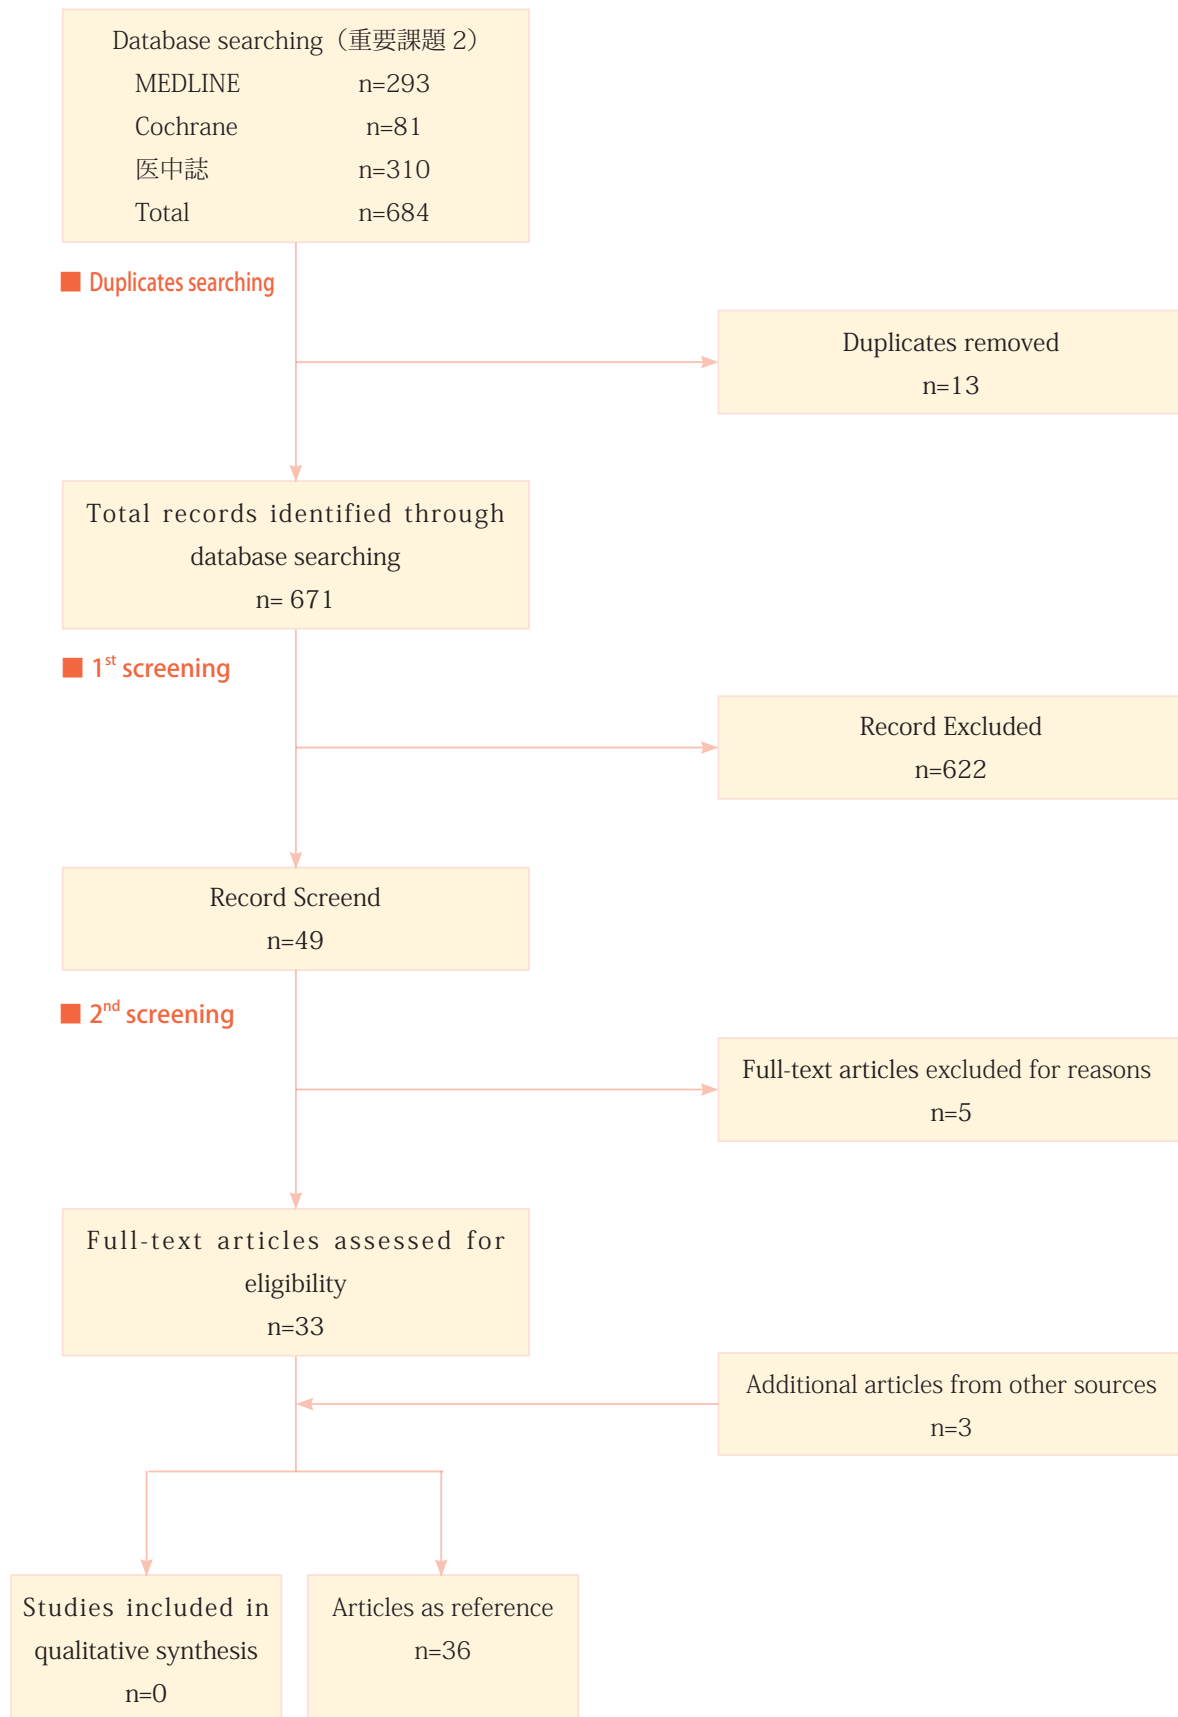 Database searching（重要課題 2）
MEDLINE n=293
Cochrane n=81
医中誌 n=310
Total n=684
■ Duplicates searching
Duplicates removed
n=13
Total records identified through
database searching
n= 671
■ 1st screening
Record Excluded
n=622
Record Screend
n=49
■ 2nd screening
Full-text articles excluded for reasons
n=5
Full-text articles assessed for
eligibility
n=33
Additional articles from other sources
n=3
Studies included in
qualitative synthesis
n=0
Articles as reference
n=36